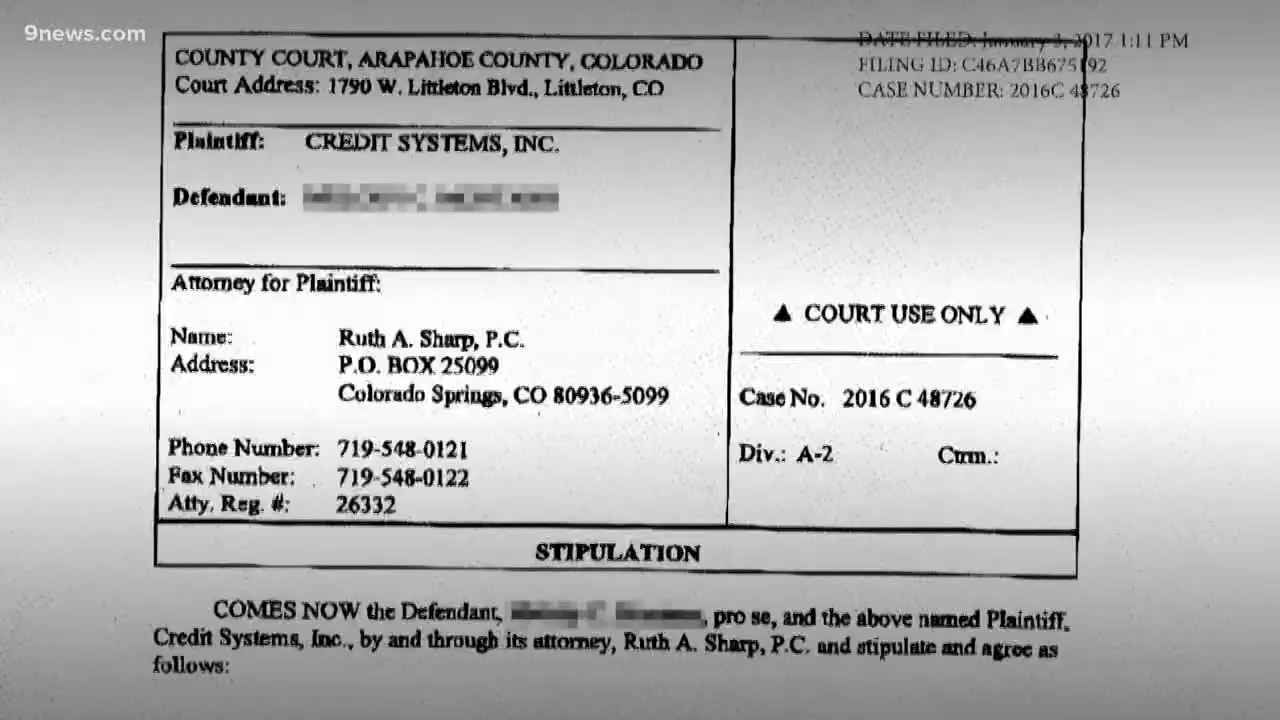 9news.com
DATE FILED: January 3, 2017 1:11 PM
FILING ID: C46A7BB675192
CASE NUMBER: 2016C 48726
COUNTY COURT, ARAPAHOE COUNTY, COLORADO
Court Address: 1790 W. Littleton Blvd., Littleton, CO
Plaintiff: CREDIT SYSTEMS, INC.
Defendant:
Attorney for Plaintiff:
Name: Ruth A. Sharp, P.C.
Address: P.O. BOX 25099
Colorado Springs, CO 80936-5099
Phone Number: 719-548-0121
Fax Number: 719-548-0122
Atty. Reg. #: 26332
▲ COURT USE ONLY ▲
Case No. 2016 C 48726
Div.: A-2 Ctrm.:
STIPULATION
COMES NOW the Defendant, , pro se, and the above named Plaintiff,
Credit Systems, Inc., by and through its attorney, Ruth A. Sharp, P.C. and stipulate and agree as
follows: